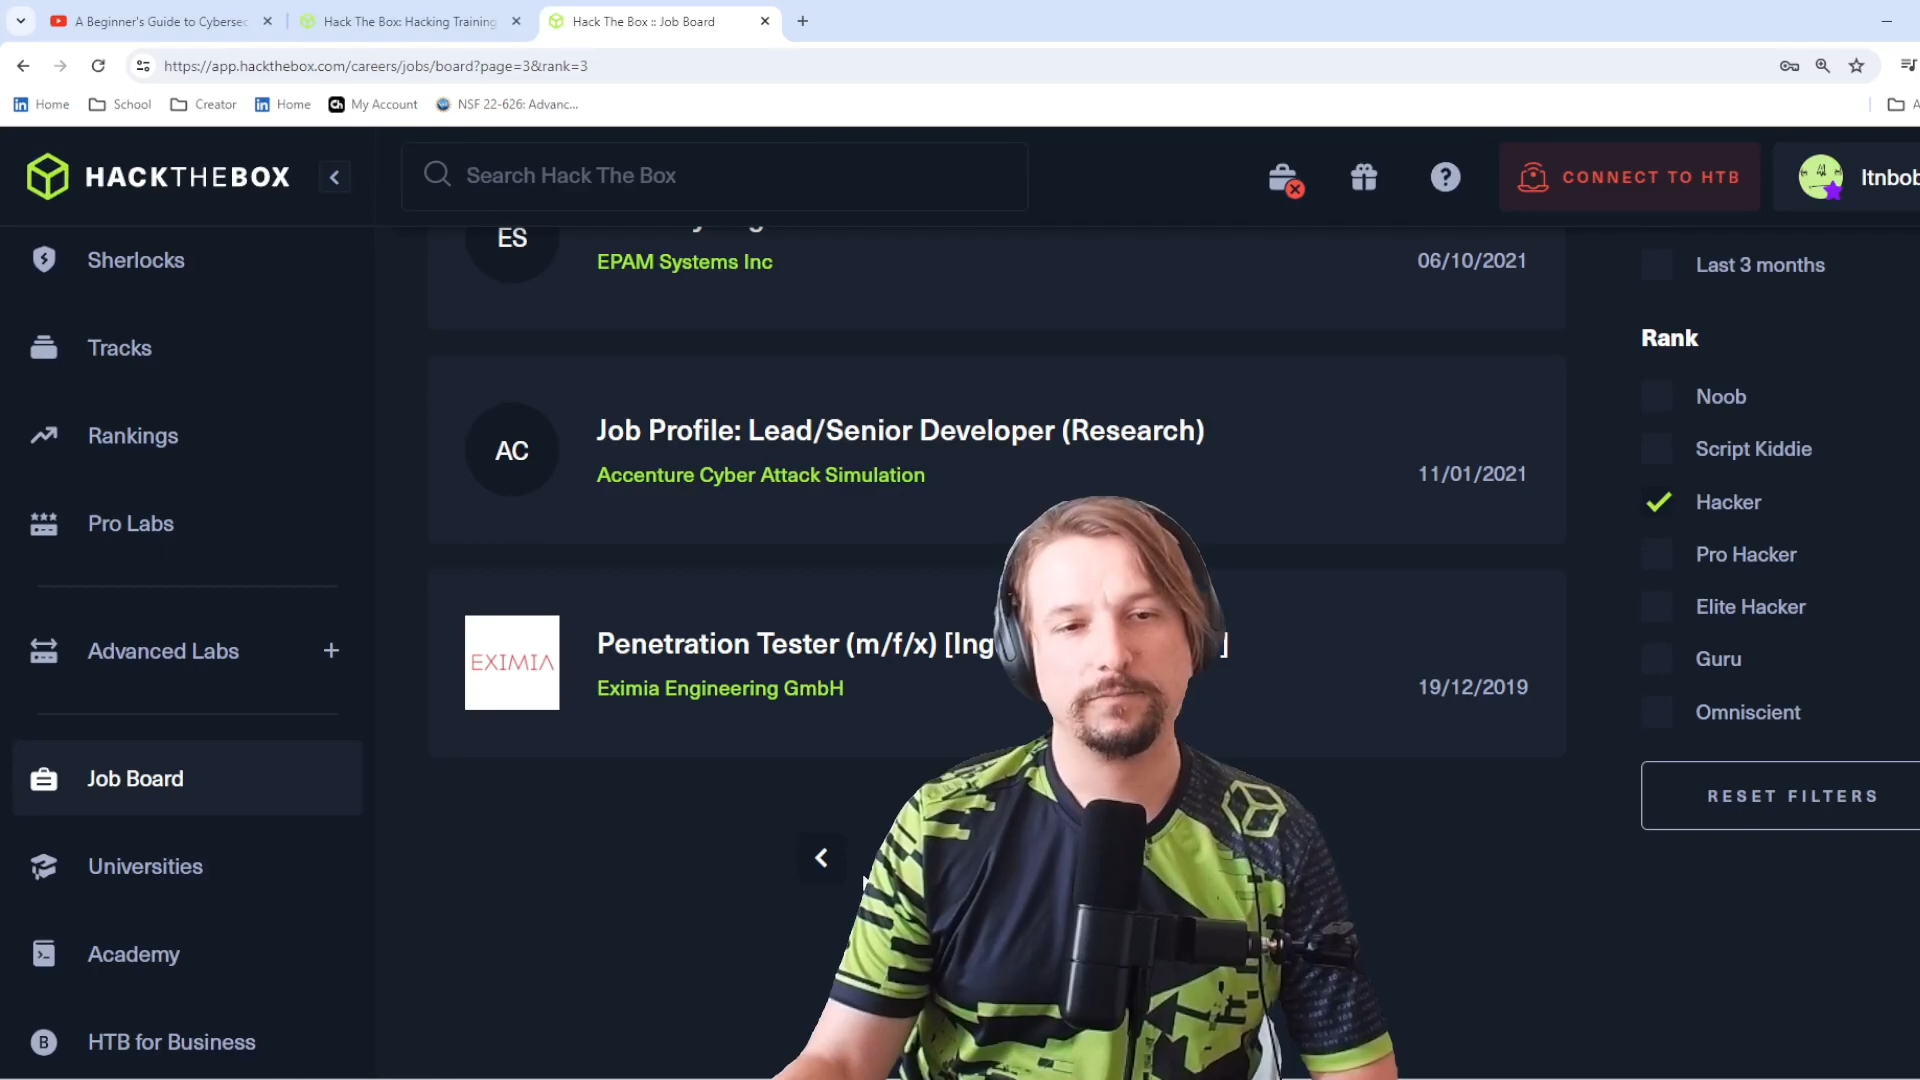 A Beginner's Guide to Cybersec
Hack The Box: Hacking Training
Hack The Box :: Job Board
https://app.hackthebox.com/careers/jobs/board?page=3&rank=3
Home
School
Creator
Home
My Account
NSF 22-626: Advanc...
HACKTHEBOX
Search Hack The Box
CONNECT TO HTB
Itnbob
Sherlocks
Tracks
Rankings
Pro Labs
Advanced Labs
Job Board
Universities
Academy
B HTB for Business
ES
EPAM Systems Inc
06/10/2021
AC
Job Profile: Lead/Senior Developer (Research)
Accenture Cyber Attack Simulation
11/01/2021
EXIMIA
Penetration Tester (m/f/x) [Ing ]
Eximia Engineering GmbH
19/12/2019
Last 3 months
Rank
Noob
Script Kiddie
Hacker
Pro Hacker
Elite Hacker
Guru
Omniscient
RESET FILTERS